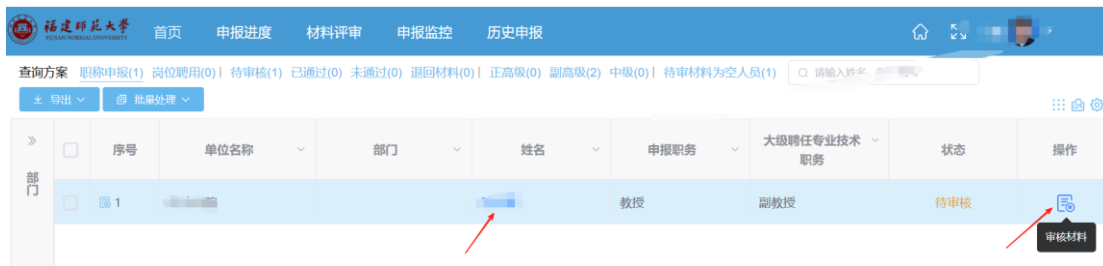 福建师范大学 首页 申报进度 材料评审 申报监控 历史申报
FUJIAN NORMAL UNIVERSITY
查询方案 职称申报(1) 岗位聘用(0)| 待审核(1) 已通过(0) 未通过(0) 退回材料(0)| 正高级(0) 副高级(2) 中级(0)| 待审材料为空人员(1) 请输入姓名
导出 批量处理
部门 序号 单位名称 部门 姓名 申报职务 大级聘任专业技术职务 状态 操作
1 教授 副教授 待审核
审核材料